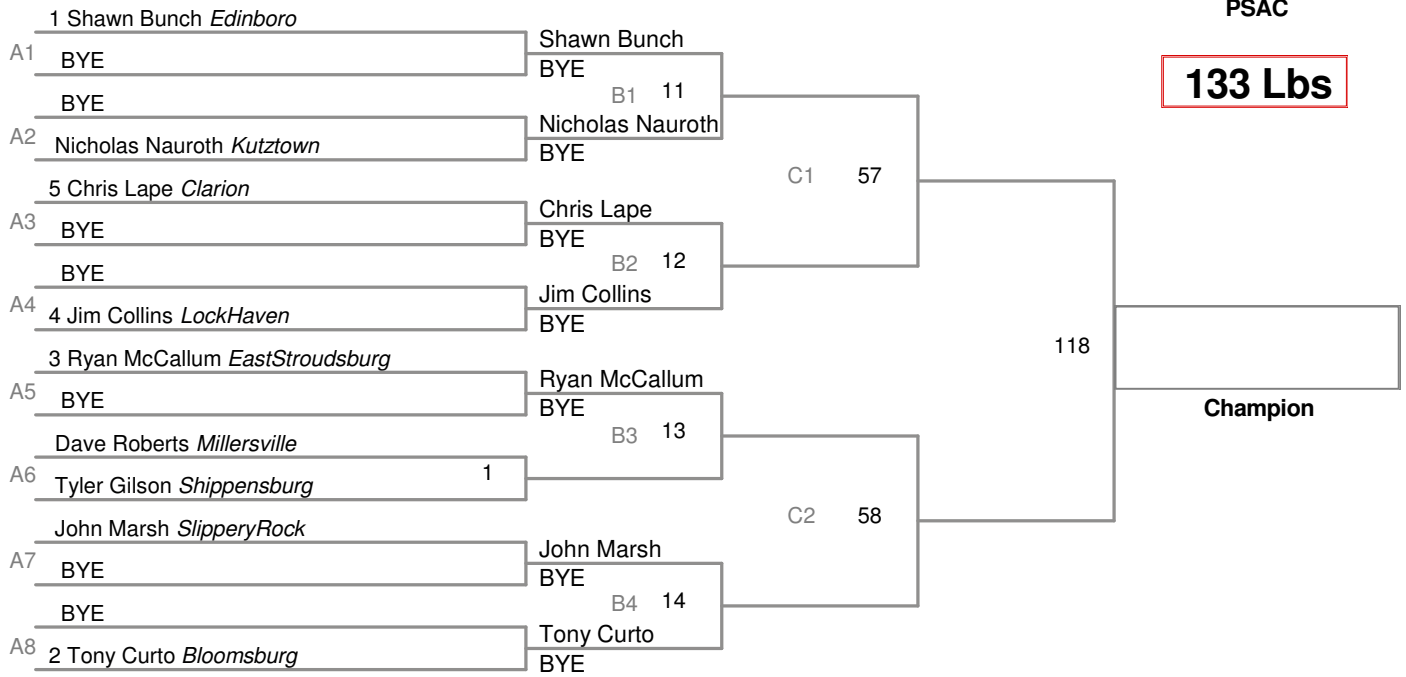 PSAC
133 Lbs
1 Shawn Bunch Edinboro
A1
BYE
BYE
A2
Nicholas Nauroth Kutztown
5 Chris Lape Clarion
A3
BYE
BYE
A4
4 Jim Collins LockHaven
3 Ryan McCallum EastStroudsburg
A5
BYE
Dave Roberts Millersville
A6
1
Tyler Gilson Shippensburg
John Marsh SlipperyRock
A7
BYE
BYE
A8
2 Tony Curto Bloomsburg
Shawn Bunch
BYE
B1 11
Nicholas Nauroth
BYE
Chris Lape
BYE
B2 12
Jim Collins
BYE
Ryan McCallum
BYE
B3 13
John Marsh
BYE
B4 14
Tony Curto
BYE
C1 57
C2 58
118
Champion